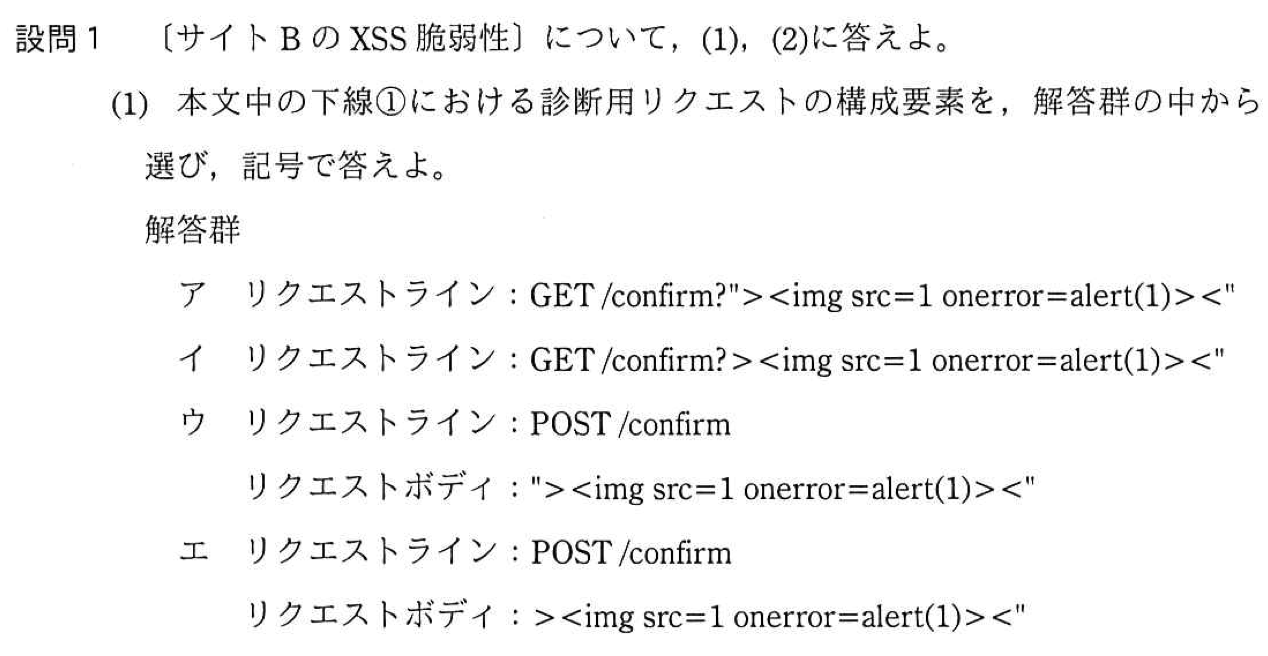 設問1 〔サイトBのXSS脆弱性〕について，(1)，(2)に答えよ。
(1) 本文中の下線①における診断用リクエストの構成要素を，解答群の中から
選び，記号で答えよ。
解答群
ア リクエストライン：GET /confirm?"><img src=1 onerror=alert(1)><"
イ リクエストライン：GET /confirm?><img src=1 onerror=alert(1)><"
ウ リクエストライン：POST /confirm
リクエストボディ："><img src=1 onerror=alert(1)><"
エ リクエストライン：POST /confirm
リクエストボディ：><img src=1 onerror=alert(1)><"